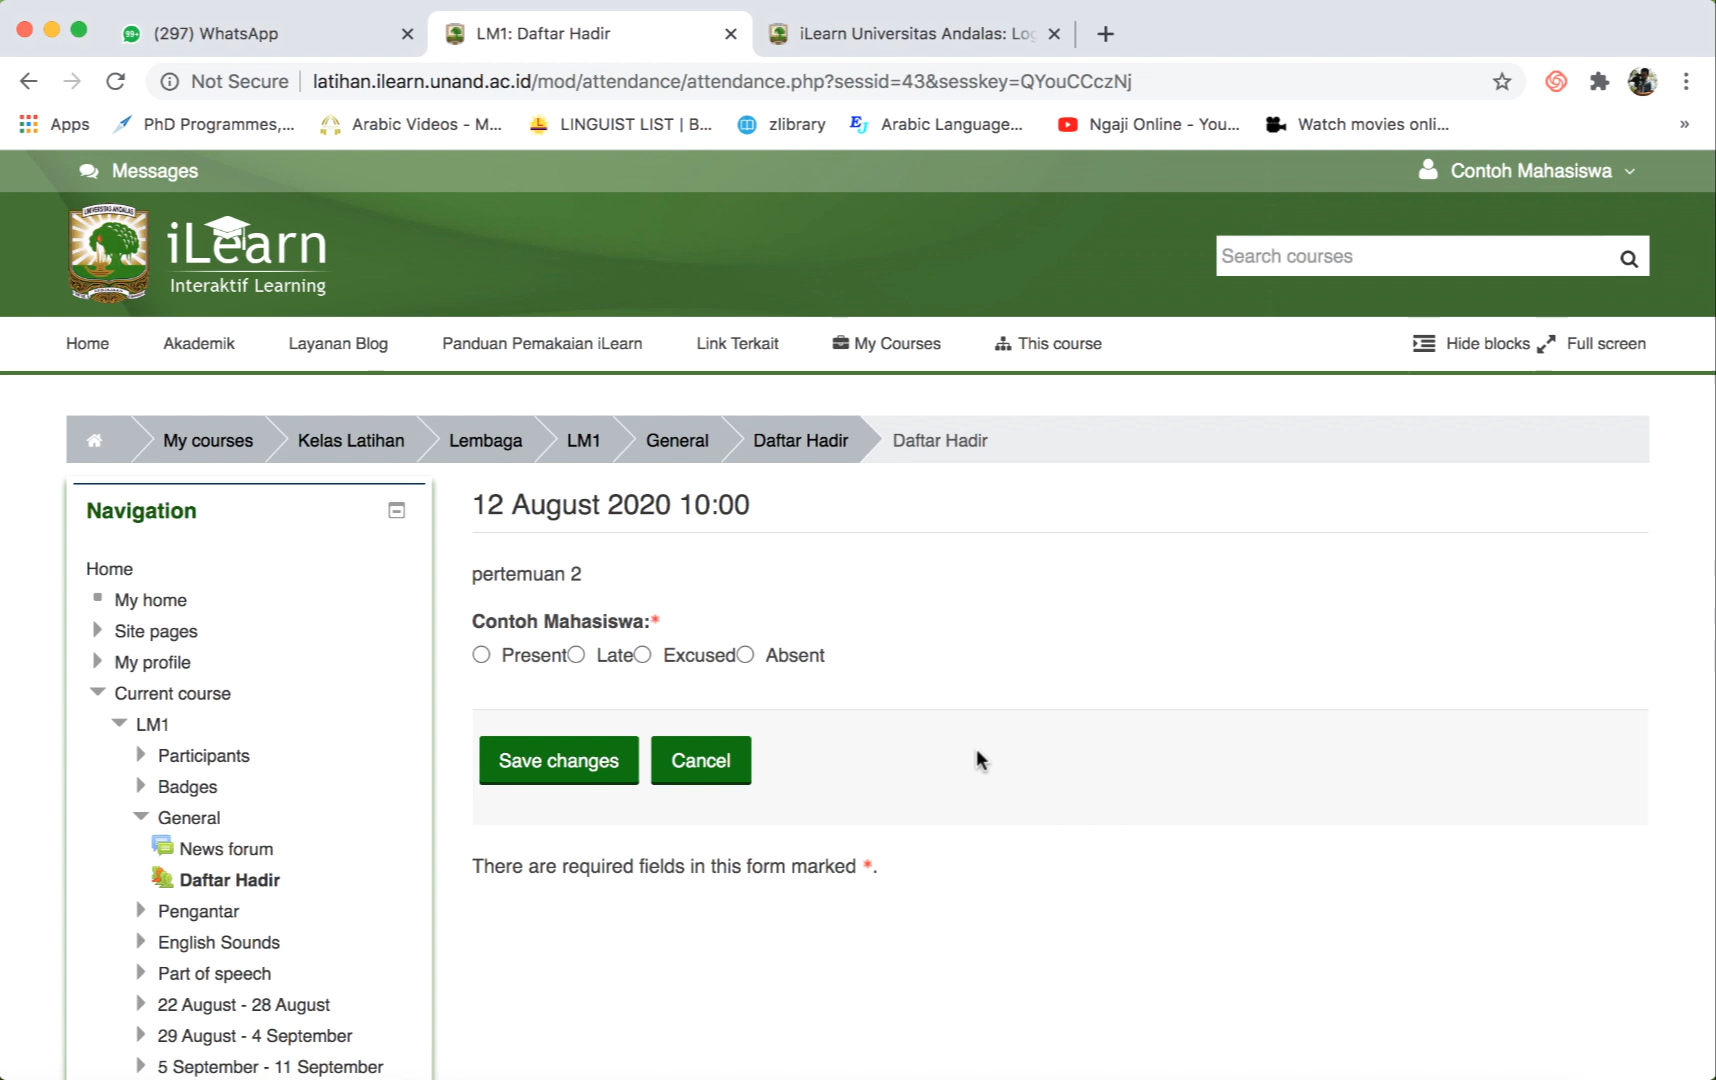 (297) WhatsApp
LM1: Daftar Hadir
iLearn Universitas Andalas: Log
Not Secure
latihan.ilearn.unand.ac.id/mod/attendance/attendance.php?sessid=43&sesskey=QYouCCczNj
Apps
PhD Programmes,...
Arabic Videos - M...
LINGUIST LIST | B...
zlibrary
Arabic Language...
Ngaji Online - You...
Watch movies onli...
»
Messages
Contoh Mahasiswa
iLearn
Interaktif Learning
Search courses
Home
Akademik
Layanan Blog
Panduan Pemakaian iLearn
Link Terkait
My Courses
This course
Hide blocks
Full screen
My courses
Kelas Latihan
Lembaga
LM1
General
Daftar Hadir
Daftar Hadir
Navigation
Home
My home
Site pages
My profile
Current course
LM1
Participants
Badges
General
News forum
Daftar Hadir
Pengantar
English Sounds
Part of speech
22 August - 28 August
29 August - 4 September
5 September - 11 September
12 August 2020 10:00
pertemuan 2
Contoh Mahasiswa:*
Present Late Excused Absent
Save changes
Cancel
There are required fields in this form marked *.